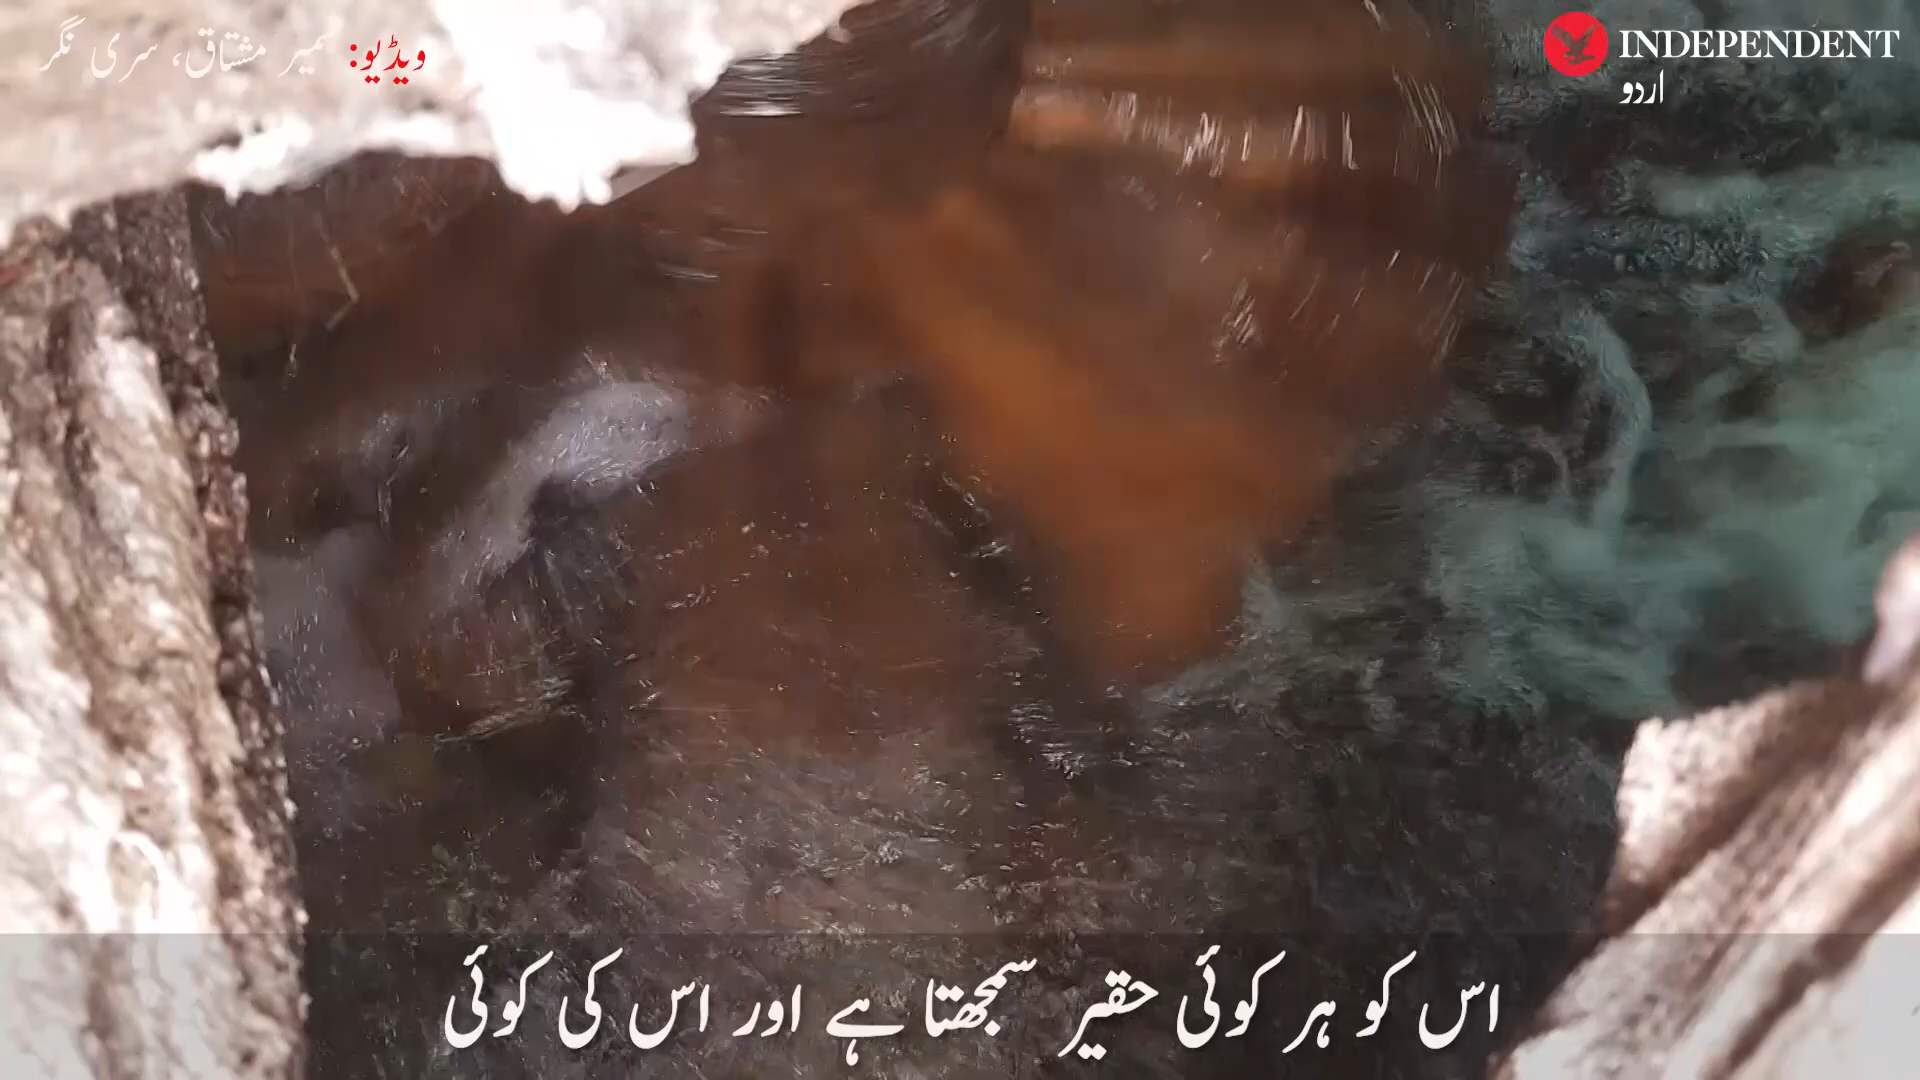 ویڈیو: سمیر مشتاق، سری نگر
INDEPENDENT
اردو
اس کو ہر کوئی حقیر سمجھتا ہے اور اس کی کوئی